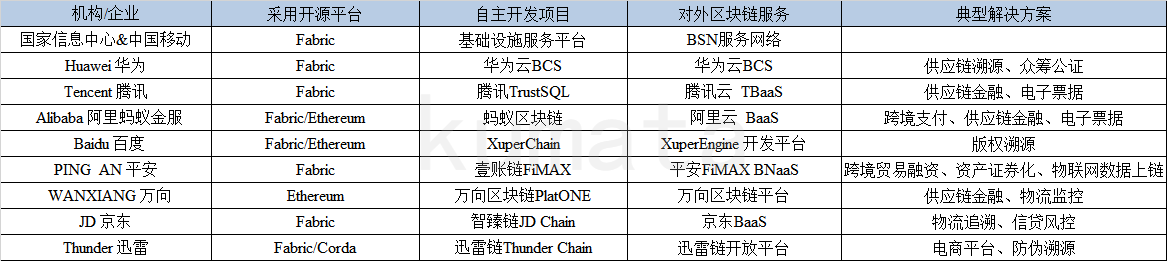 机构/企业 采用开源平台 自主开发项目 对外区块链服务 典型解决方案
国家信息中心&中国移动 Fabric 基础设施服务平台 BSN服务网络
Huawei 华为 Fabric 华为云BCS 华为云BCS 供应链溯源、众筹公证
Tencent 腾讯 Fabric 腾讯TrustSQL 腾讯云 TBaaS 供应链金融、电子票据
Alibaba 阿里蚂蚁金服 Fabric/Ethereum 蚂蚁区块链 阿里云 BaaS 跨境支付、供应链金融、电子票据
Baidu 百度 Fabric/Ethereum XuperChain XuperEngine 开发平台 版权溯源
PING AN 平安 Fabric 壹账链FiMAX 平安FiMAX BNaaS 跨境贸易融资、资产证券化、物联网数据上链
WANXIANG 万向 Ethereum 万向区块链PlatONE 万向区块链平台 供应链金融、物流监控
JD 京东 Fabric 智臻链JD Chain 京东BaaS 物流追溯、信贷风控
Thunder 迅雷 Fabric/Corda 迅雷链Thunder Chain 迅雷链开放平台 电商平台、防伪溯源